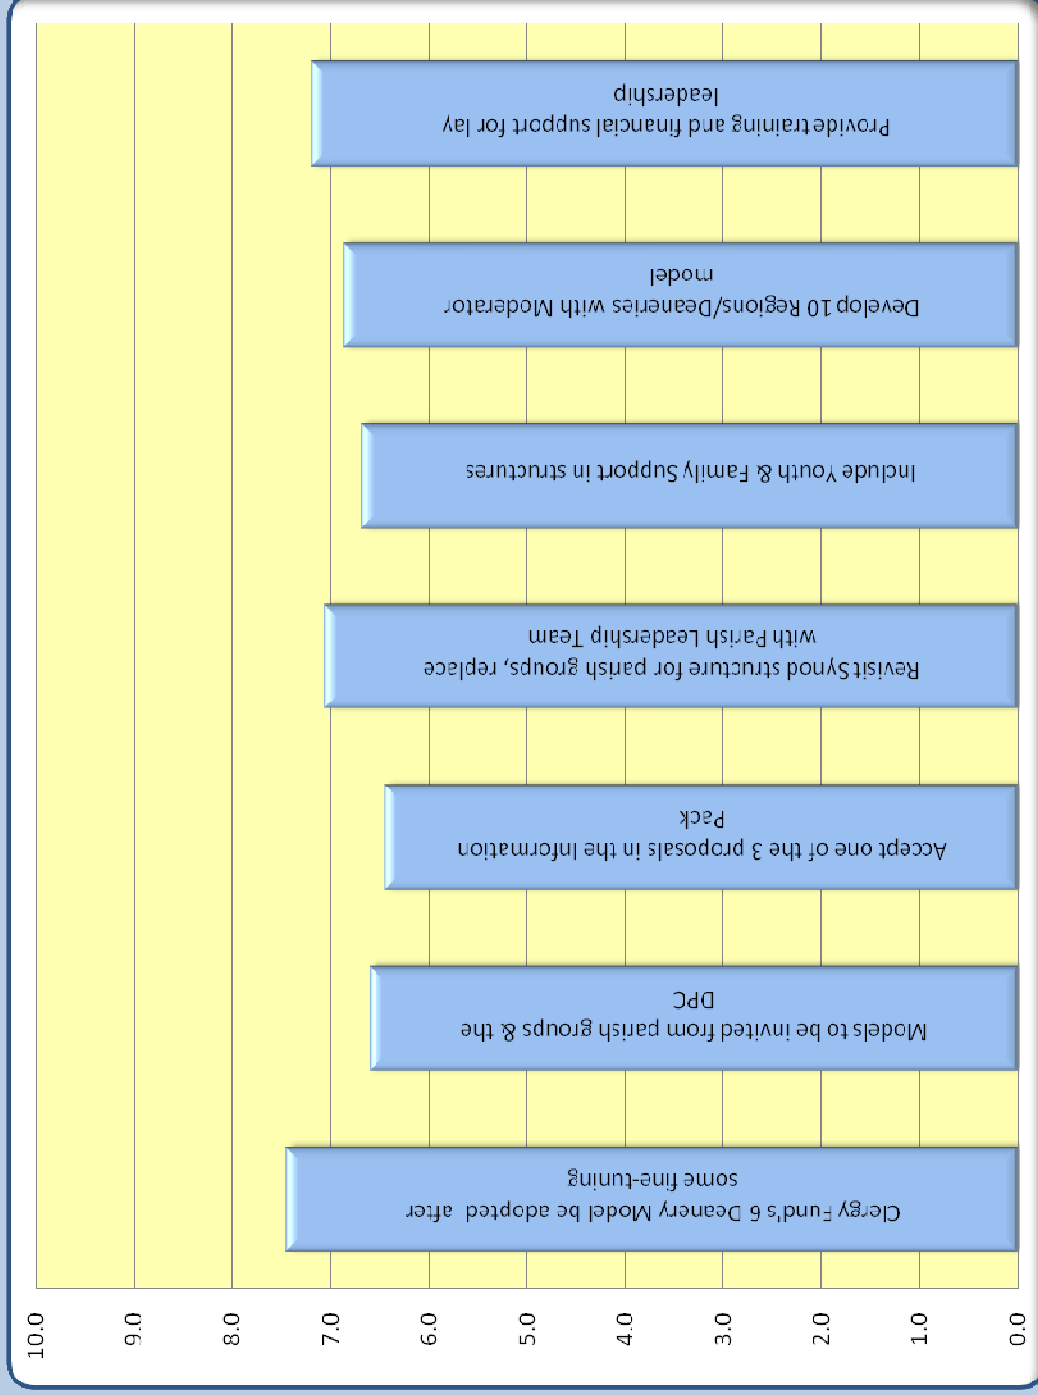 Provide training and financial support for lay
leadership
Develop 10 Regions/Deaneries with Moderator
model
Include Youth & Family Support in structures
Revisit Synod structure for parish groups, replace
with Parish Leadership Team
Accept one of the 3 proposals in the Information
Pack
Models to be invited from parish groups & the
DPC
Clergy Fund's 6 Deanery Model be adopted after
some fine-tuning
10.0
9.0
8.0
7.0
6.0
5.0
4.0
3.0
2.0
1.0
0.0